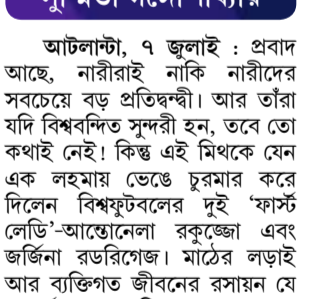 আটলান্টা, ৭ জুলাই : প্রবাদ
আছে, নারীরাই নাকি নারীদের
সবচেয়ে বড় প্রতিদ্বন্দ্বী। আর তাঁরা
যদি বিশ্ববন্দিত সুন্দরী হন, তবে তো
কথাই নেই! কিন্তু এই মিথকে যেন
এক লহমায় ভেঙে চুরমার করে
দিলেন বিশ্বফুটবলের দুই ‘ফার্স্ট
লেডি’-আন্তোনেলা রকুজ্জো এবং
জর্জিনা রডরিগেজ। মাঠের লড়াই
আর ব্যক্তিগত জীবনের রসায়ন যে